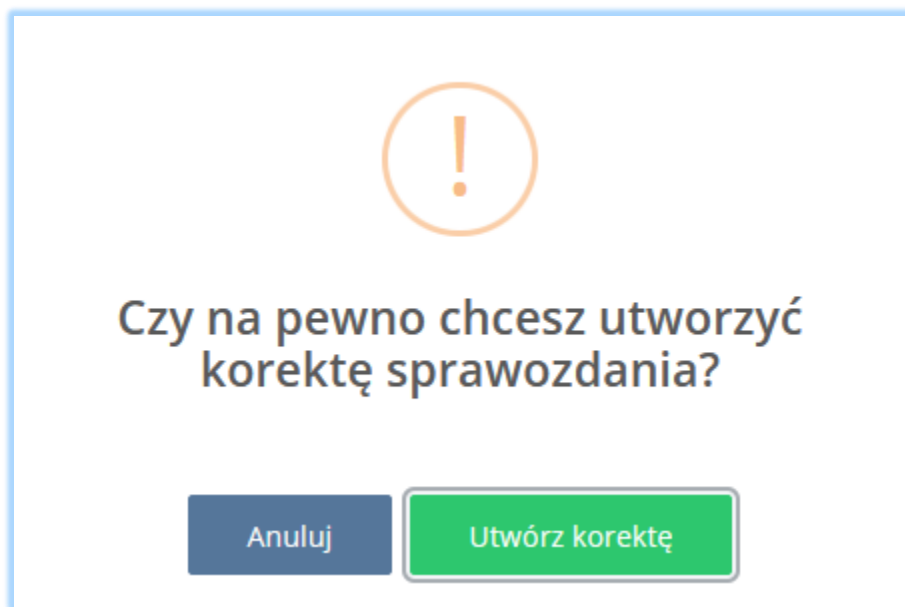 Czy na pewno chcesz utworzyć
korektę sprawozdania?
Anuluj
Utwórz korektę